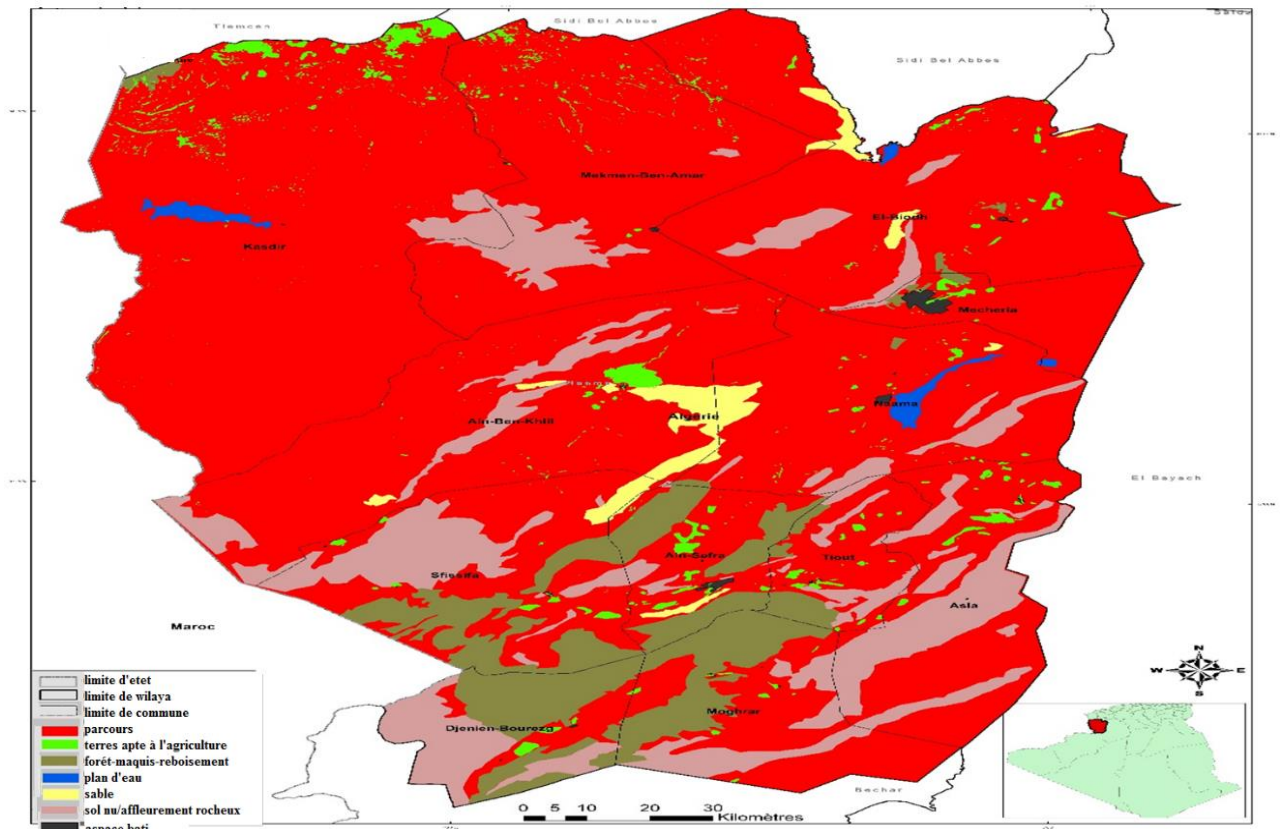 Tlemcen
Sidi Bel Abbes
Sidi Bel Abbes
Mekmen-Ben-Amar
El-Biodh
Kasdir
Mecheria
Naama
Algérie
Ain-Ben-Khlil
El Bayach
Ain-Sefra
Tiout
Sfissifa
Asla
Maroc
N
W
E
S
limite d'etet
limite de wilaya
limite de commune
parcours
terres apte à l'agriculture
forét-maquis-reboisement
plan d'eau
sable
sol nu/affleurement rocheux
espace bati
Moghrar
Djenien-Bourezg
Bechar
0 5 10 20 30
Kilomètres